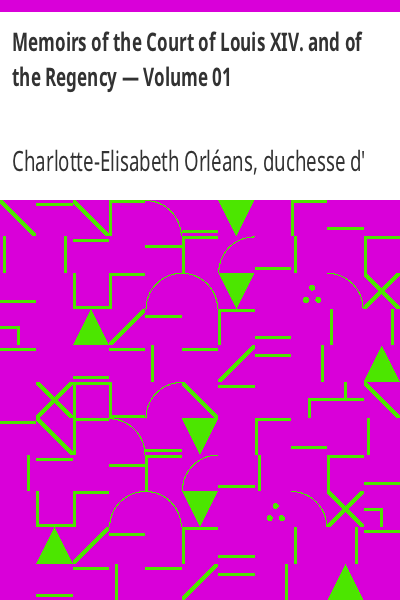 Memoirs of the Court of Louis XIV. and of
the Regency — Volume 01
Charlotte-Elisabeth Orléans, duchesse d'